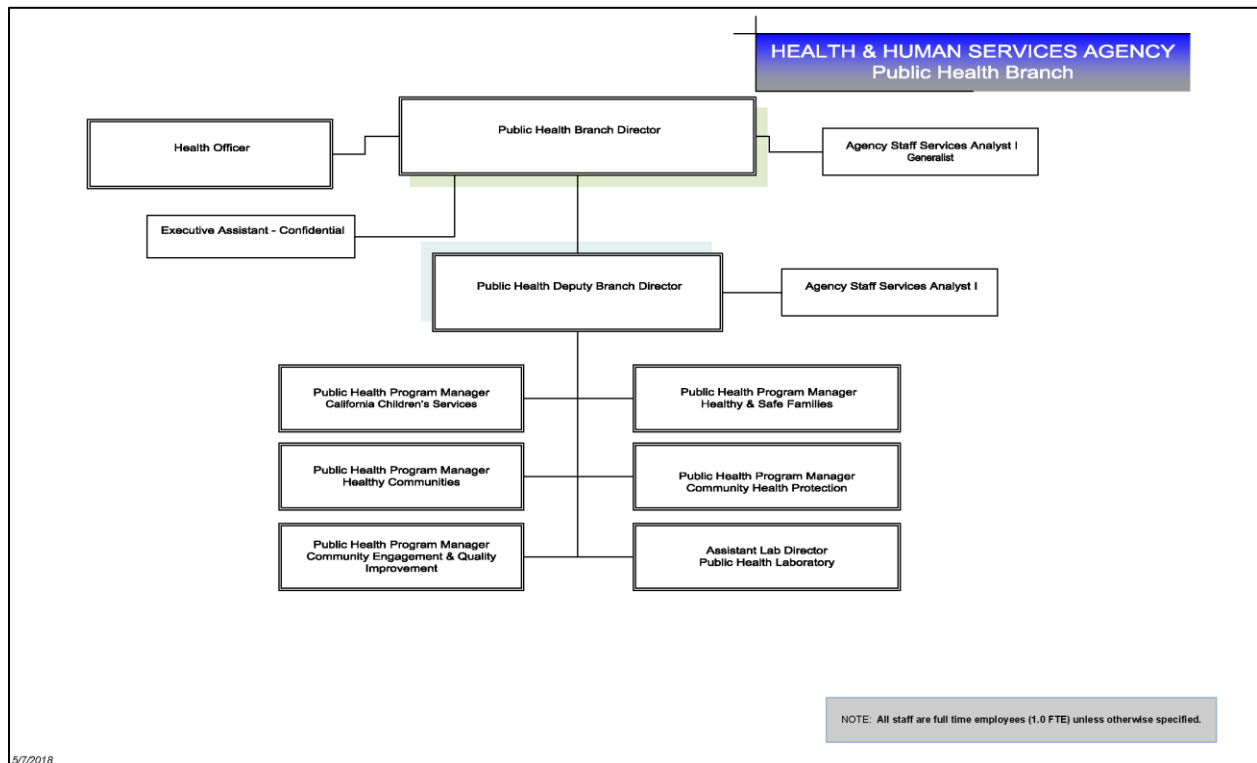 HEALTH & HUMAN SERVICES AGENCY
Public Health Branch
Public Health Branch Director
Health Officer
Agency Staff Services Analyst I
Generalist
Executive Assistant - Confidential
Public Health Deputy Branch Director
Agency Staff Services Analyst I
Public Health Program Manager
California Children's Services
Public Health Program Manager
Healthy & Safe Families
Public Health Program Manager
Healthy Communities
Public Health Program Manager
Community Health Protection
Public Health Program Manager
Community Engagement & Quality
Improvement
Assistant Lab Director
Public Health Laboratory
NOTE: All staff are full time employees (1.0 FTE) unless otherwise specified.
5/7/2018